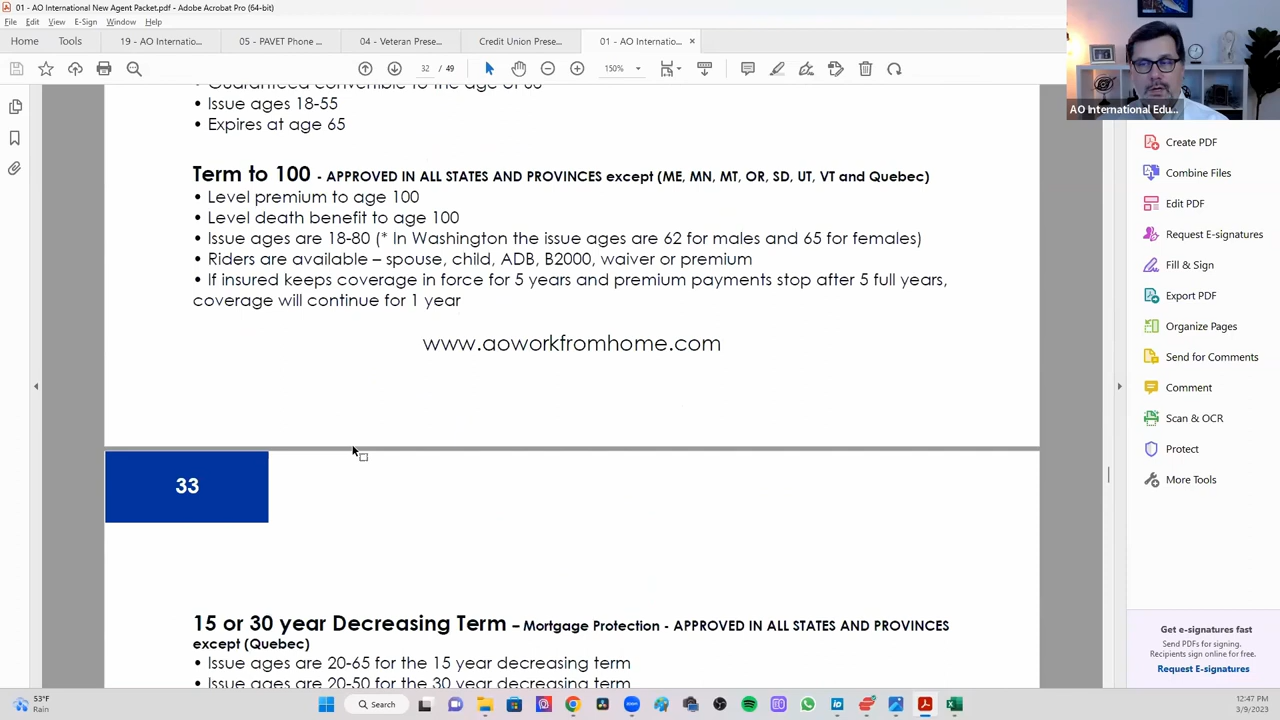 01 - AO International New Agent Packet.pdf - Adobe Acrobat Pro (64-bit)
File Edit View E-Sign Window Help
Home Tools 19 - AO Internatio... 05 - PAVET Phone ... 04 - Veteran Prese... Credit Union Prese... 01 - AO Internatio... ×
32 / 49 150%
AO International Edu...
• Guaranteed convertible to the age of
• Issue ages 18-55
• Expires at age 65
Term to 100 - APPROVED IN ALL STATES AND PROVINCES except (ME, MN, MT, OR, SD, UT, VT and Quebec)
• Level premium to age 100
• Level death benefit to age 100
• Issue ages are 18-80 (* In Washington the issue ages are 62 for males and 65 for females)
• Riders are available – spouse, child, ADB, B2000, waiver or premium
• If insured keeps coverage in force for 5 years and premium payments stop after 5 full years,
coverage will continue for 1 year
www.aoworkfromhome.com
33
15 or 30 year Decreasing Term – Mortgage Protection - APPROVED IN ALL STATES AND PROVINCES
except (Quebec)
• Issue ages are 20-65 for the 15 year decreasing term
• Issue ages are 20-50 for the 30 year decreasing term
Create PDF
Combine Files
Edit PDF
Request E-signatures
Fill & Sign
Export PDF
Organize Pages
Send for Comments
Comment
Scan & OCR
Protect
More Tools
Get e-signatures fast
Send PDFs for signing.
Recipients sign online for free.
Request E-signatures
53°F
Rain
Search
12:47 PM
3/9/2023